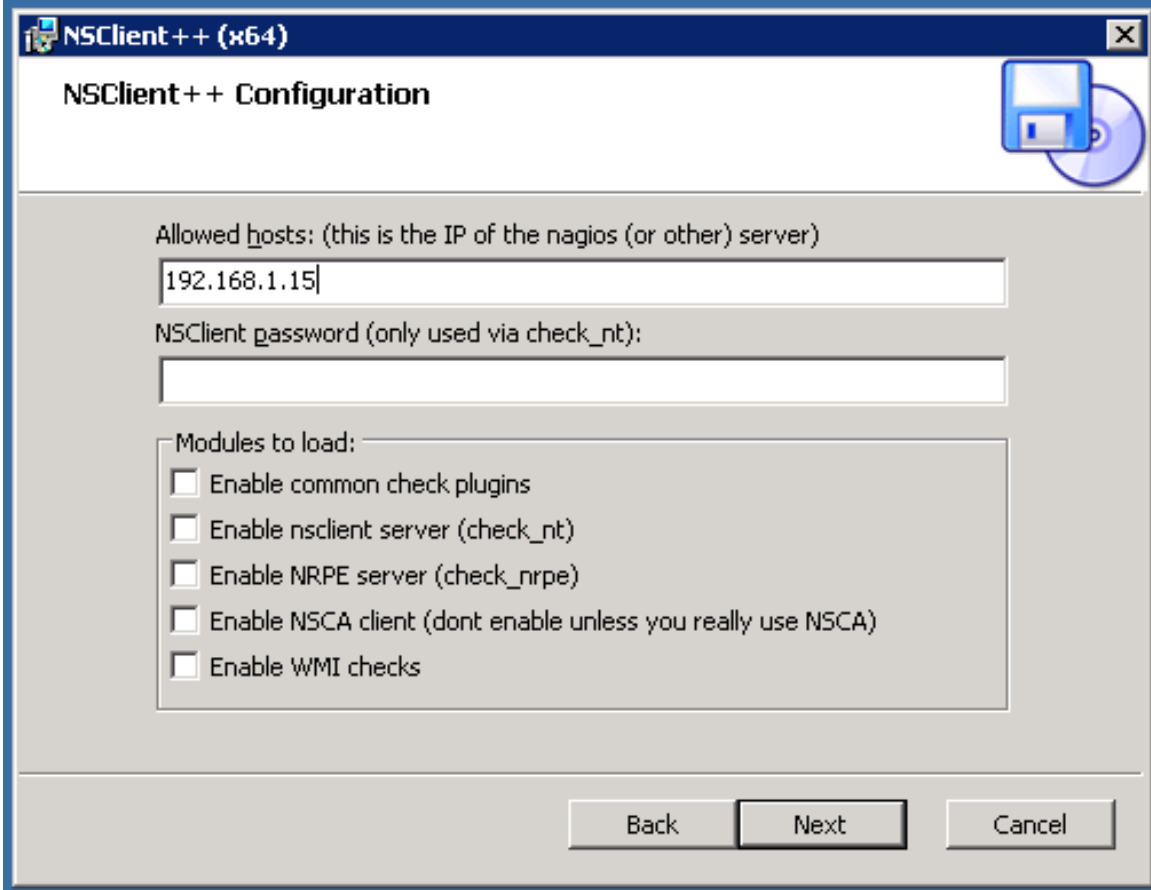 NSClient++ (x64)
NSClient++ Configuration
Allowed hosts: (this is the IP of the nagios (or other) server)
192.168.1.15
NSClient password (only used via check_nt):
Modules to load:
Enable common check plugins
Enable nsclient server (check_nt)
Enable NRPE server (check_nrpe)
Enable NSCA client (dont enable unless you really use NSCA)
Enable WMI checks
Back Next Cancel